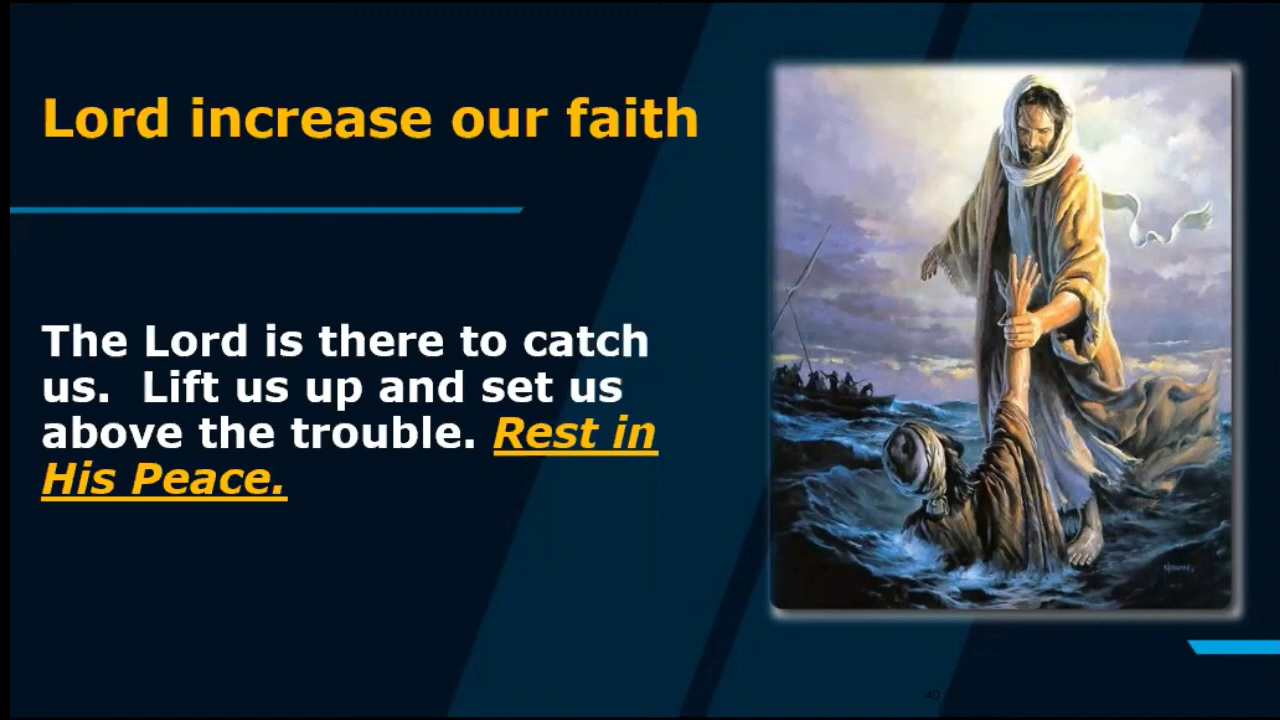 Lord increase our faith
The Lord is there to catch
us.  Lift us up and set us
above the trouble. Rest in
His Peace.
40